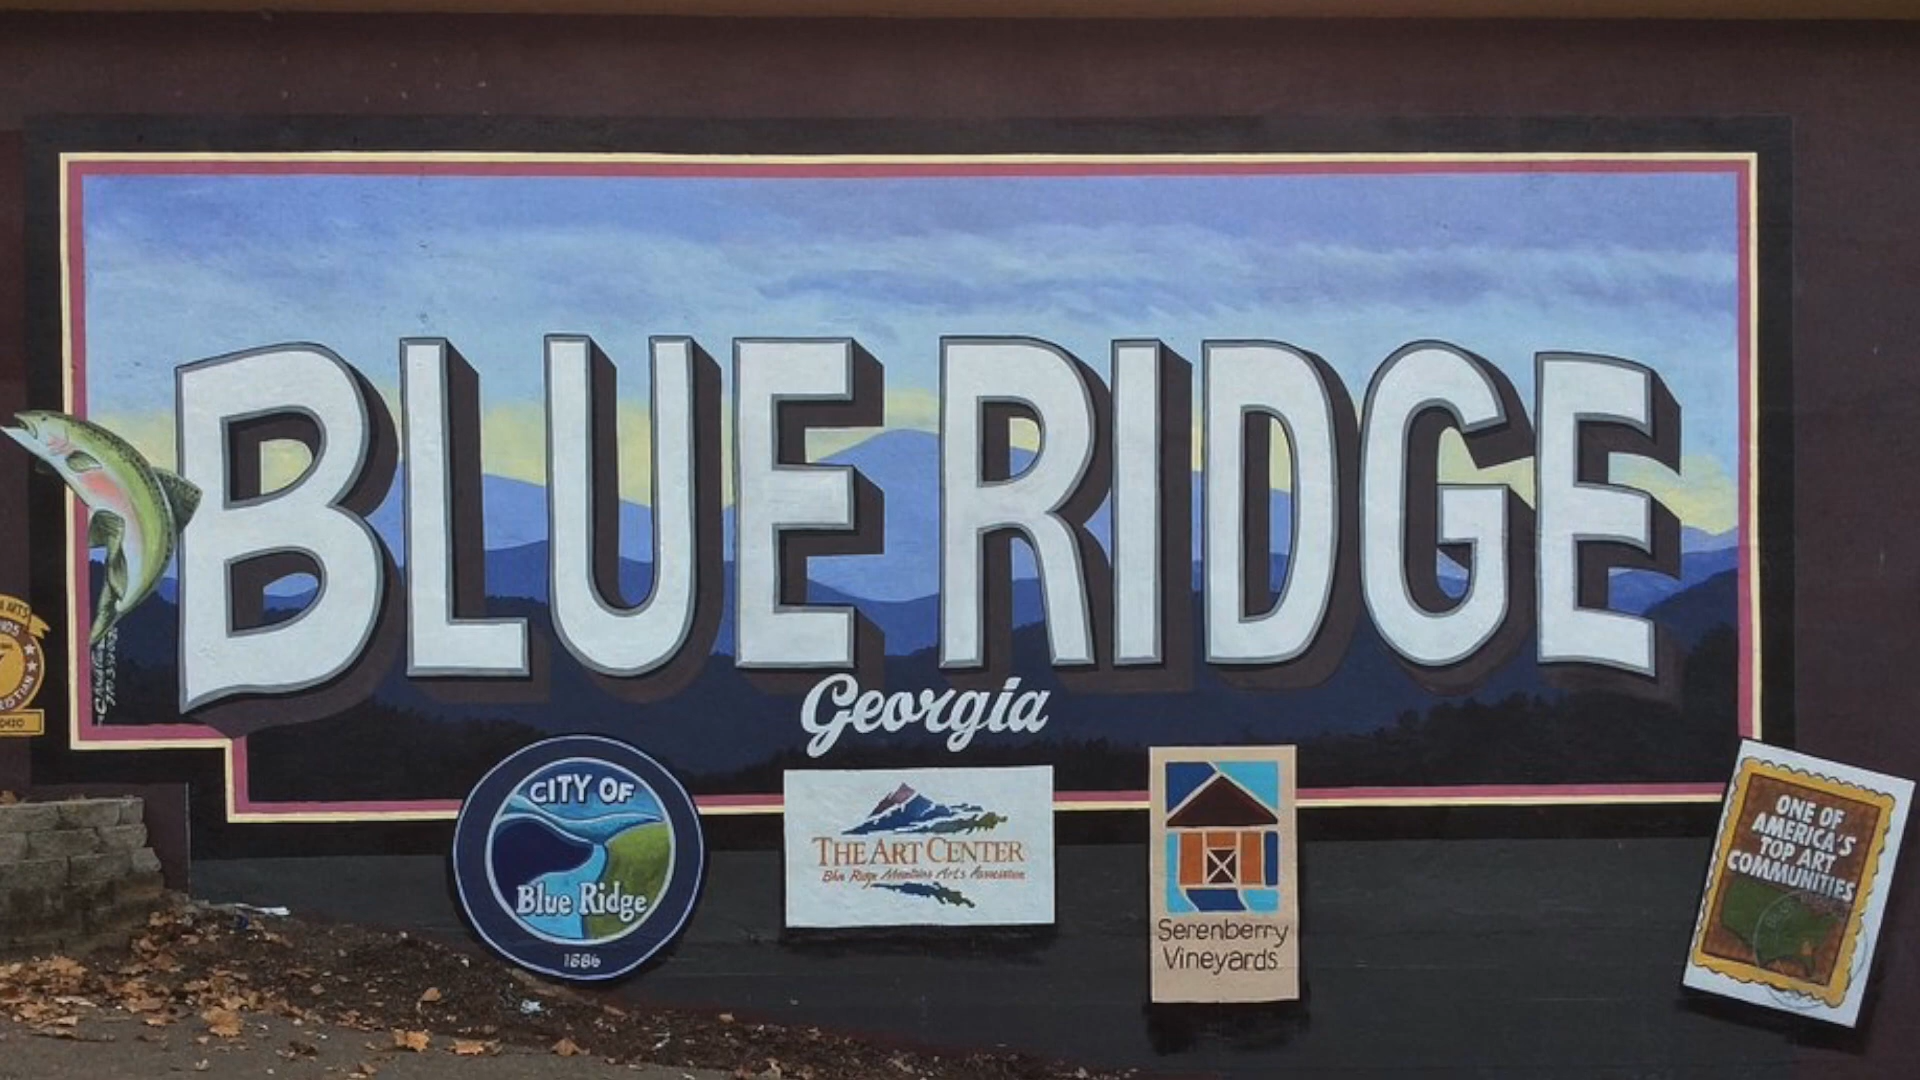 BLUE RIDGE
Georgia
CITY OF
Blue Ridge
1886
THE ART CENTER
Blue Ridge Mountains Arts Association
Serenberry
Vineyards
ONE OF
AMERICA'S
TOP ART
COMMUNITIES